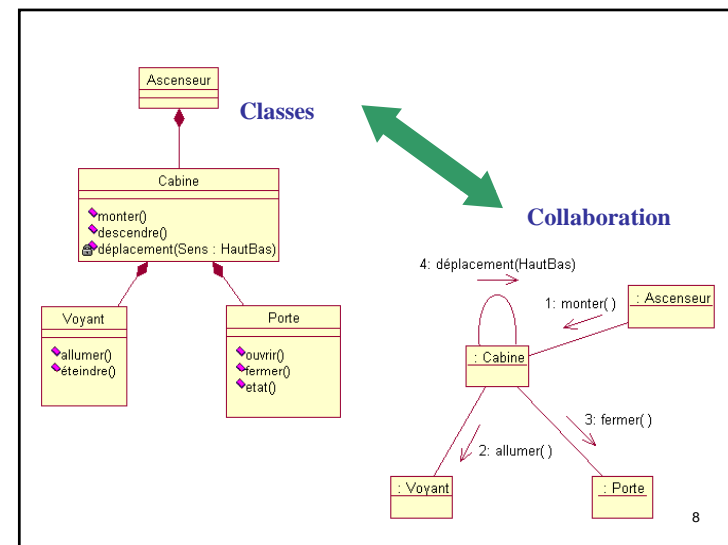 Ascenseur
Classes
Cabine
monter()
descendre()
déplacement(Sens : HautBas)
Voyant
allumer()
éteindre()
Porte
ouvrir()
fermer()
etat()
Collaboration
4: déplacement(HautBas)
1: monter( )
: Ascenseur
: Cabine
3: fermer( )
2: allumer( )
: Voyant
: Porte
8